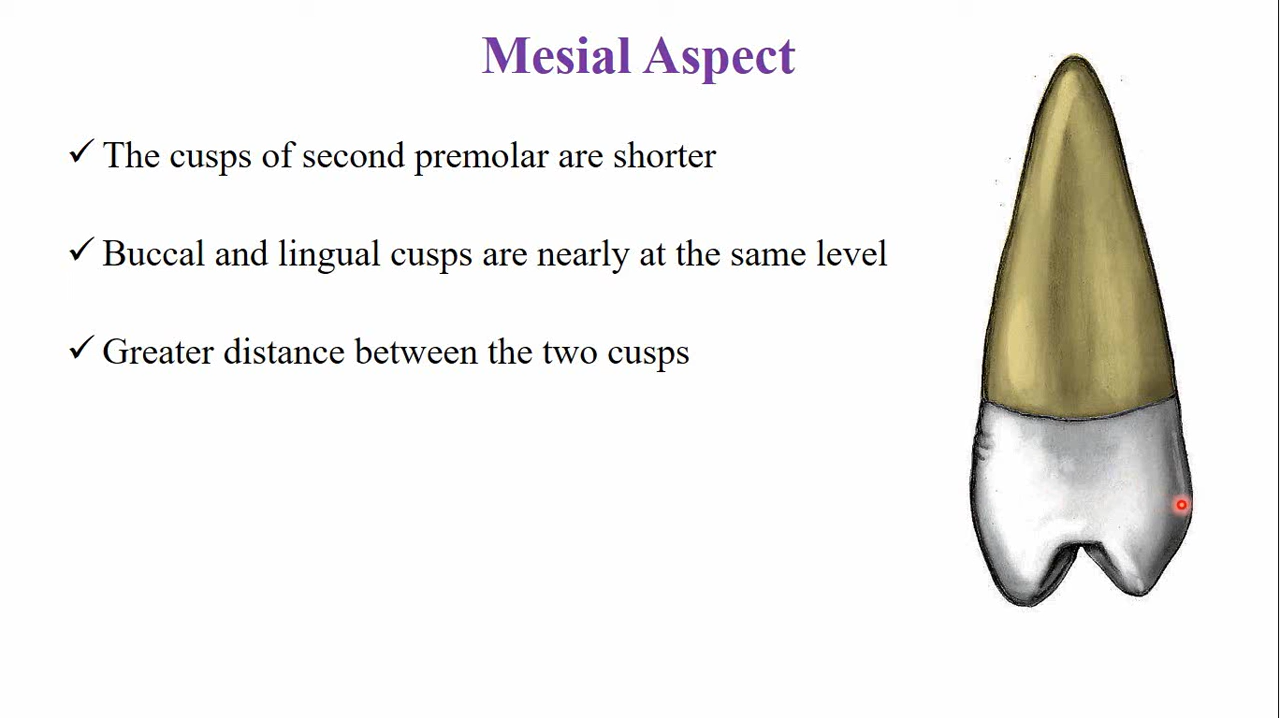 Mesial Aspect
✓ The cusps of second premolar are shorter
✓ Buccal and lingual cusps are nearly at the same level
✓ Greater distance between the two cusps